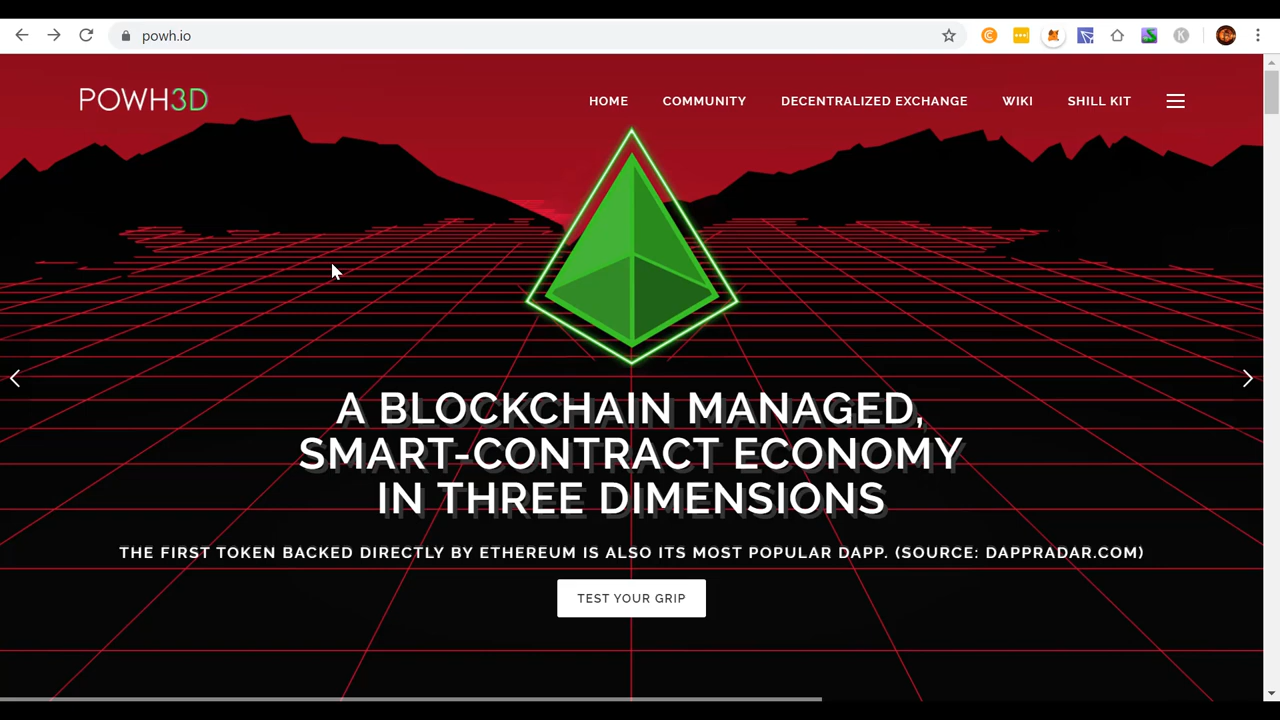 powh.io
POWH3D
HOME COMMUNITY DECENTRALIZED EXCHANGE WIKI SHILL KIT
A BLOCKCHAIN MANAGED,
SMART-CONTRACT ECONOMY
IN THREE DIMENSIONS
THE FIRST TOKEN BACKED DIRECTLY BY ETHEREUM IS ALSO ITS MOST POPULAR DAPP. (SOURCE: DAPPRADAR.COM)
TEST YOUR GRIP